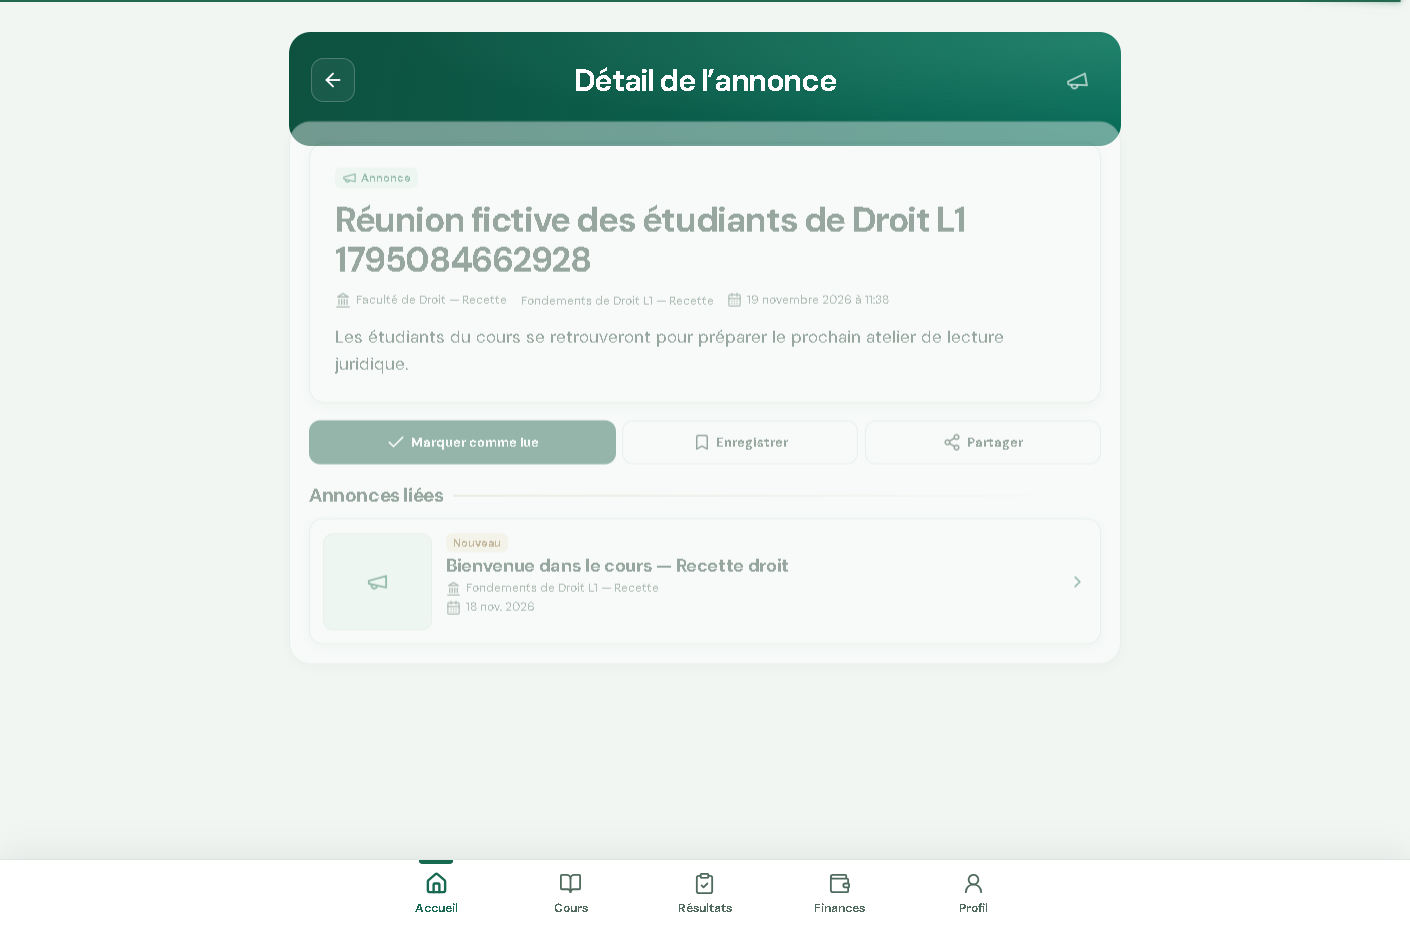 Détail de l’annonce
Annonce
Réunion fictive des étudiants de Droit L1
1795084662928
Faculté de Droit — Recette Fondements de Droit L1 — Recette 19 novembre 2026 à 11:38
Les étudiants du cours se retrouveront pour préparer le prochain atelier de lecture
juridique.
Marquer comme lue Enregistrer Partager
Annonces liées
Nouveau
Bienvenue dans le cours — Recette droit
Fondements de Droit L1 — Recette
18 nov. 2026
Accueil Cours Résultats Finances Profil